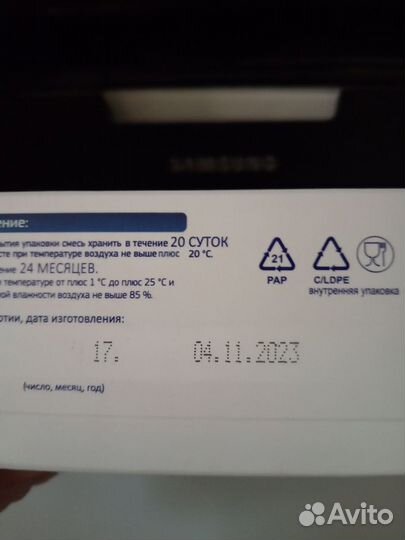 SAMSUNG
ение:
ытия упаковки смесь хранить в течение 20 СУТОК
сте при температуре воздуха не выше плюс 20 °С.
ение 24 МЕСЯЦЕВ.
температуре от плюс 1 °С до плюс 25 °С и
ой влажности воздуха не выше 85 %.
ртии, дата изготовления:
17. 04.11.2023
(число, месяц, год)
21
PAP
C/LDPE
внутренняя упаковка
Avito